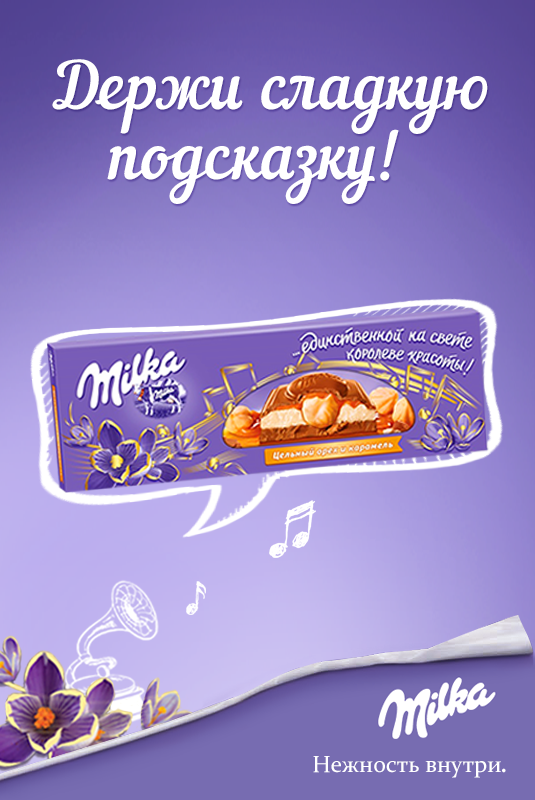 Держи сладкую
подсказку!
...единственной на свете
королеве красоты!
Milka
Цельный орех и карамель
Milka
Нежность внутри.